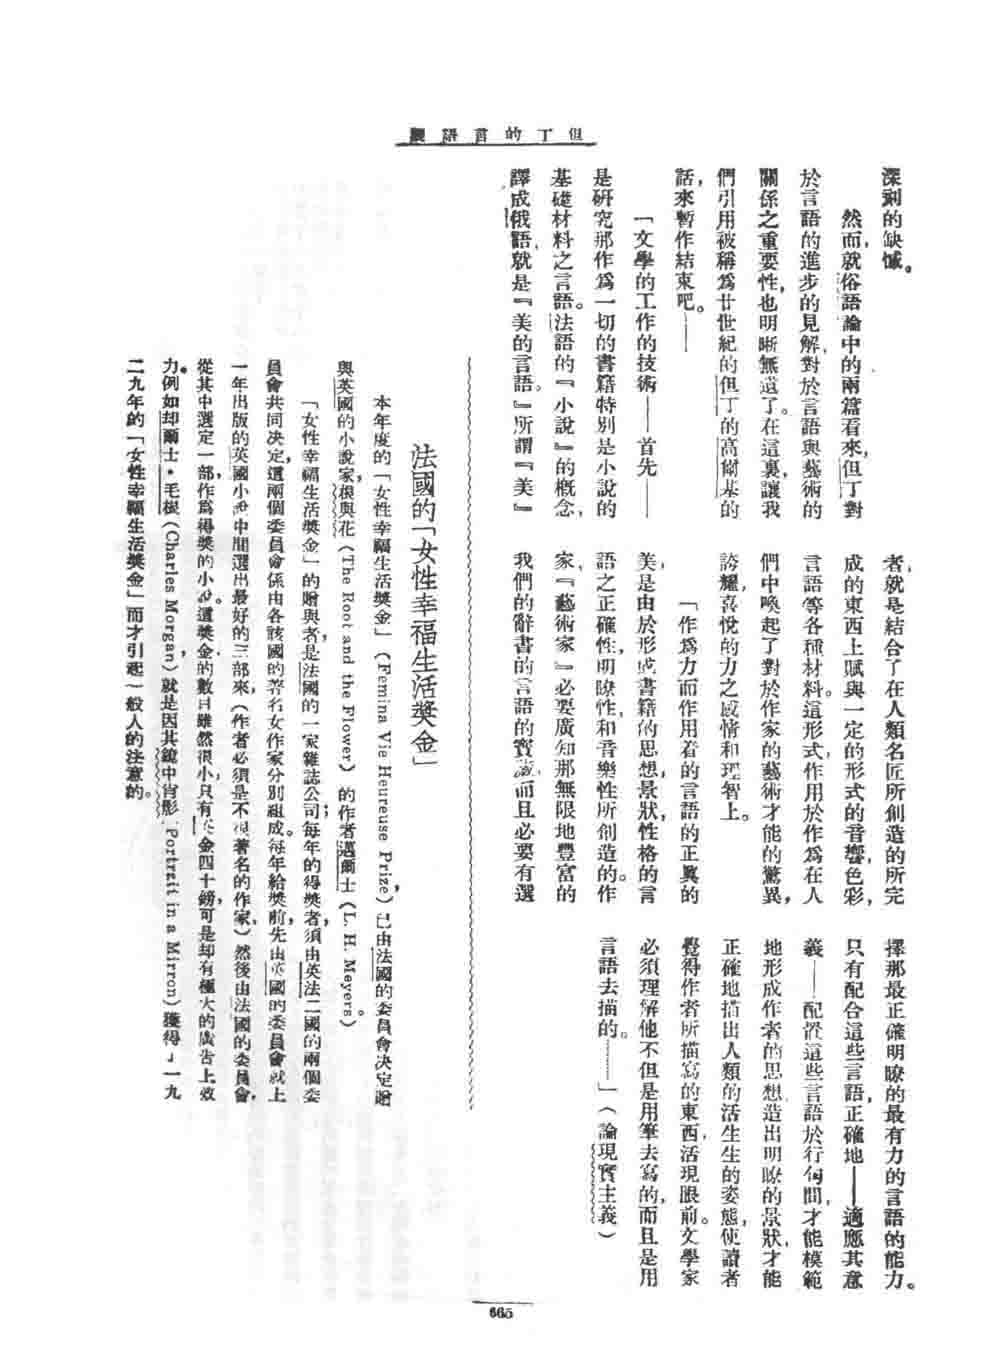 但丁的言語觀
深刻的缺憾。
然而，就俗語論中的兩篇看來，但丁對
於言語的進步的見解，對於言語與藝術的
關係之重要性，也明晰無遺了。在這裏，讓我
們引用被稱爲廿世紀的但丁的高爾基的
話，來暫作結束吧。——
「文學的工作的技術——首先——
是研究那作爲一切的書籍特別是小說的
基礎材料之言語。法語的『小說』的概念，
譯成俄語，就是『美的言語。』所謂『美』
者，就是結合了在人類名匠所創造的所完
成的東西上賦與一定的形式的音響，色彩，
言語等各種材料。這形式，作用於作爲在人
們中喚起了對於作家的藝術才能的驚異，
誇耀，喜悅的力之感情和理智上。
「作爲力而作用着的言語的正真的
美，是由於形成書籍的思想，景狀，性格的言
語之正確性，明瞭性，和音樂性所創造的。作
家，『藝術家』必要廣知那無限地豐富的
我們的辭書的言語的寶藏，而且必要有選
擇那最正確明瞭的最有力的言語的能力。
只有配合這些言語，正確地——適應其意
義——配置這些言語於行句間，才能模範
地形成作者的思想，造出明瞭的景狀，才能
正確地描出人類的活生生的姿態，使讀者
覺得作者所描寫的東西活現眼前。文學家
必須理解他不但是用筆去寫的，而且是用
言語去描的。………」（論現實主義）
法國的「女性幸福生活獎金」
本年度的「女性幸福生活獎金」（Femina Vie Heureuse Prize），已由法國的委員會決定贈
與英國的小說家，根與花（The Root and the Flower）的作者邁爾士（L. H. Meyers）。
「女性幸福生活獎金」的贈與者，是法國的一家雜誌公司；每年的得獎者，須由英法二國的兩個委
員會共同決定，這兩個委員會係由各該國的著名女作家分別組成。每年給獎前，先由英國的委員會就上
一年出版的英國小說中間選出最好的三部來，（作者必須是不很著名的作家，）然後由法國的委員會，
從其中選定一部，作爲得獎的小說。這獎金的數目雖然很小，只有英金四十鎊，可是却有極大的廣告上效
力。例如却爾士·毛根（Charles Morgan），就是因其鏡中肖影（Portrait in a Mirron）獲得」一九
二九年的「女性幸福生活獎金」而才引起一般人的注意的。
665